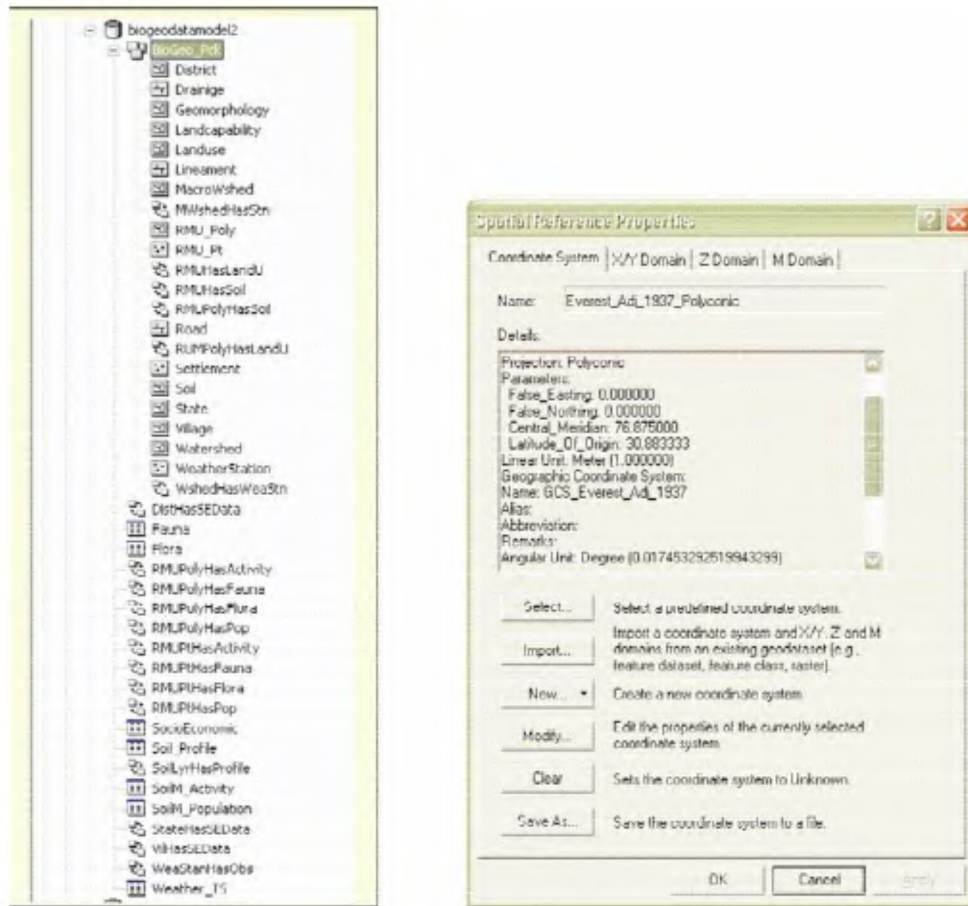 biogeodatamodel2
BioGeo_Pck
District
Drainige
Geomorphology
Landcapability
Landuse
Lineament
MacroWshed
MWshedHasStn
RMU_Poly
RMU_Pt
RMUHasLandU
RMUHasSoil
RMUPolyHasSoil
Road
RUMPolyHasLandU
Settlement
Soil
State
Village
Watershed
WeatherStation
WshedHasWeaStn
DistHasSEData
Fauna
Flora
RMUPolyHasActivity
RMUPolyHasFauna
RMUPolyHasFlora
RMUPolyHasPop
RMUPtHasActivity
RMUPtHasFauna
RMUPtHasFlora
RMUPtHasPop
SocioEconomic
Soil_Profile
SoilLyrHasProfile
SoilM_Activity
SoilM_Population
StateHasSEData
VilHasSEData
WeaStanHasObs
Weather_TS
Spatial Reference Properties
Coordinate System X/Y Domain Z Domain M Domain
Name: Everest_Adj_1937_Polyconic
Details:
Projection: Polyconic
Parameters:
False_Easting: 0.000000
False_Northing: 0.000000
Central_Meridian: 76.875000
Latitude_Of_Origin: 30.883333
Linear Unit: Meter (1.000000)
Geographic Coordinate System:
Name: GCS_Everest_Adj_1937
Alias:
Abbreviation:
Remarks:
Angular Unit: Degree (0.017453292519943299)
Select... Select a predefined coordinate system.
Import... Import a coordinate system and X/Y, Z and M
domains from an existing geodataset (e.g.,
feature dataset, feature class, raster).
New... Create a new coordinate system.
Modify... Edit the properties of the currently selected
coordinate system.
Clear Sets the coordinate system to Unknown.
Save As... Save the coordinate system to a file.
OK Cancel Apply